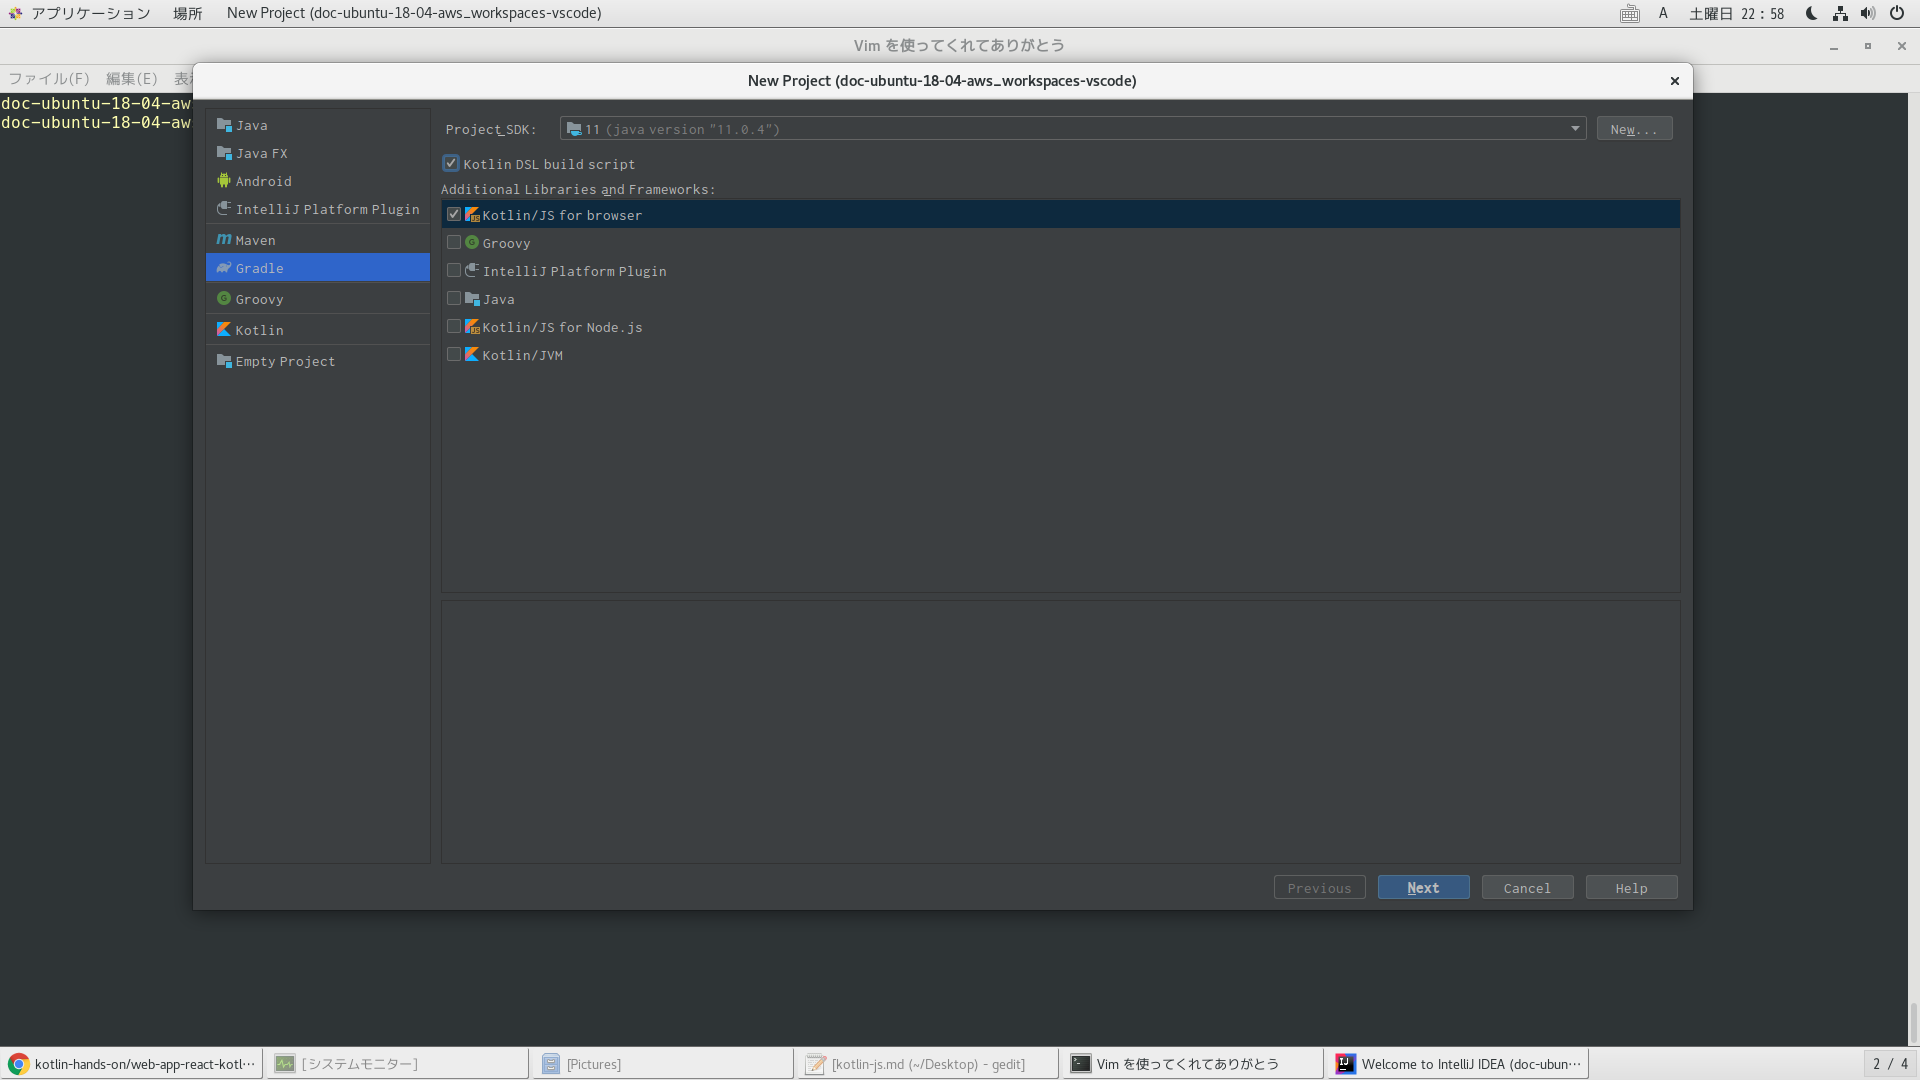 アプリケーション 場所 New Project (doc-ubuntu-18-04-aws_workspaces-vscode) A 土曜日 22 : 58
Vim を使ってくれてありがとう
ファイル(F) 編集(E)
New Project (doc-ubuntu-18-04-aws_workspaces-vscode)
doc-ubuntu-18-04-aw
doc-ubuntu-18-04-aw
Java
Java FX
Android
IntelliJ Platform Plugin
Maven
Gradle
Groovy
Kotlin
Empty Project
Project SDK: 11 (java version "11.0.4") New...
Kotlin DSL build script
Additional Libraries and Frameworks:
Kotlin/JS for browser
Groovy
IntelliJ Platform Plugin
Java
Kotlin/JS for Node.js
Kotlin/JVM
Previous Next Cancel Help
kotlin-hands-on/web-app-react-kotl… [システムモニター] [Pictures] [kotlin-js.md (~/Desktop) - gedit] Vim を使ってくれてありがとう Welcome to IntelliJ IDEA (doc-ubun… 2 / 4